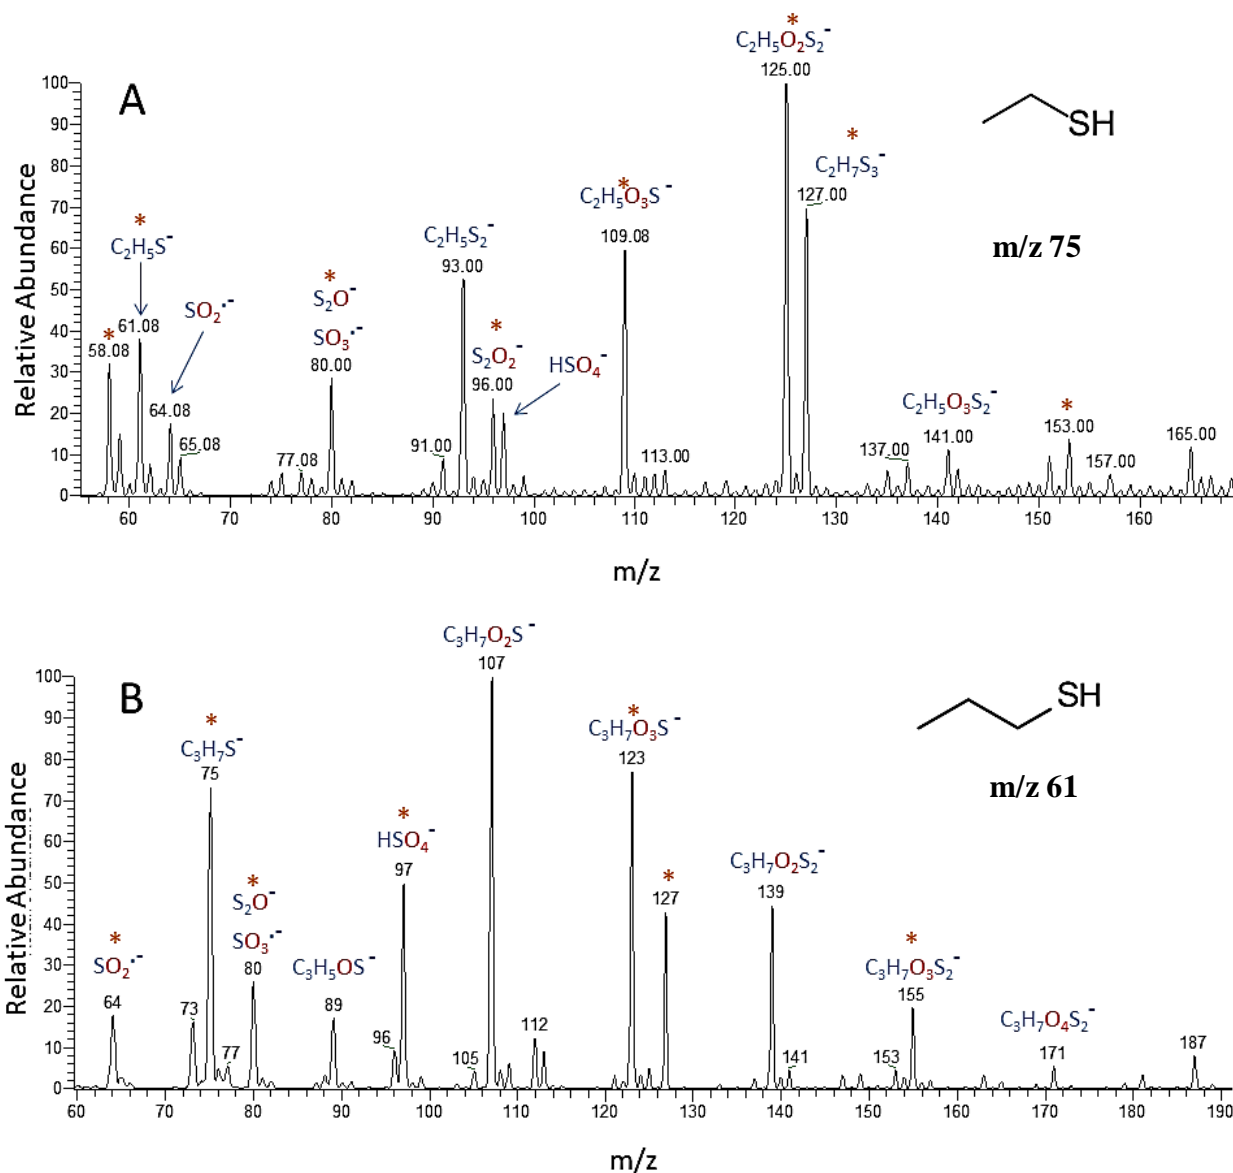 A
C₂H₅O₂S₂⁻ *
125.00
SH
C₂H₇S₃⁻ *
127.00
m/z 75
C₂H₅O₃S⁻ *
109.08
C₂H₅S₂⁻
93.00
C₂H₅S⁻ *
61.08
SO₂·⁻
64.08
* 58.08
65.08
77.08
*
S₂O⁻
SO₃·⁻
80.00
91.00
*
S₂O₂⁻
96.00
HSO₄⁻
113.00
137.00
C₂H₅O₃S₂⁻
141.00
*
153.00
157.00
165.00
Relative Abundance
100
90
80
70
60
50
40
30
20
10
0
60 70 80 90 100 110 120 130 140 150 160
m/z
B
C₃H₇O₂S⁻
107
SH
m/z 61
*
C₃H₇S⁻
75
*
SO₂·⁻
64
73
77
*
S₂O⁻
SO₃·⁻
80
C₃H₅OS⁻
89
*
HSO₄⁻
97
96
105
112
*
C₃H₇O₃S⁻
123
*
127
C₃H₇O₂S₂⁻
139
141
153
*
C₃H₇O₃S₂⁻
155
C₃H₇O₄S₂⁻
171
187
Relative Abundance
100
90
80
70
60
50
40
30
20
10
0
60 70 80 90 100 110 120 130 140 150 160 170 180 190
m/z